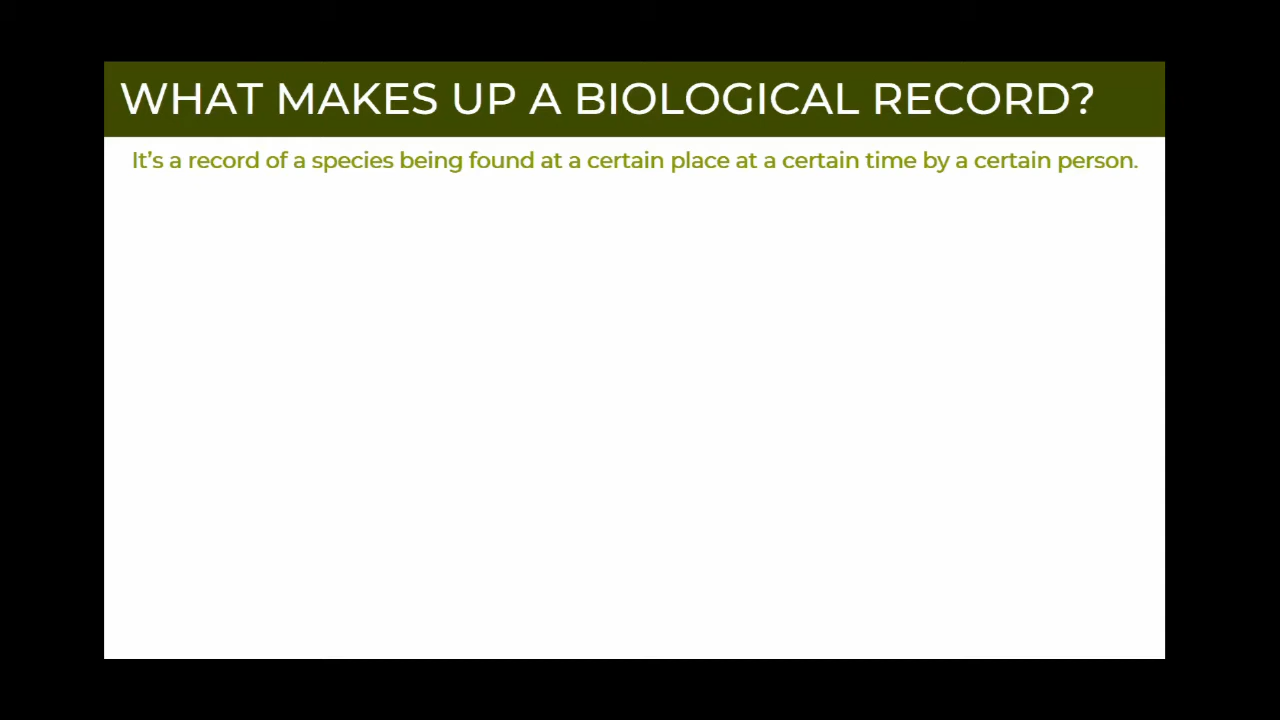 WHAT MAKES UP A BIOLOGICAL RECORD?
It’s a record of a species being found at a certain place at a certain time by a certain person.